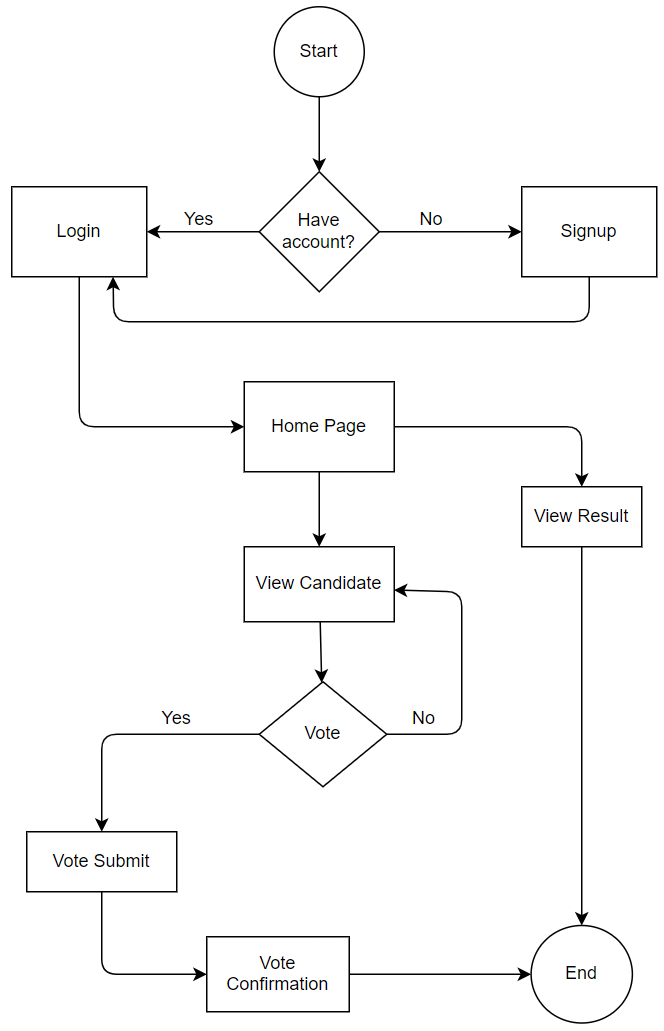 Start
Have
account?
Yes
No
Login
Signup
Home Page
View Result
View Candidate
Vote
Yes
No
Vote Submit
Vote
Confirmation
End